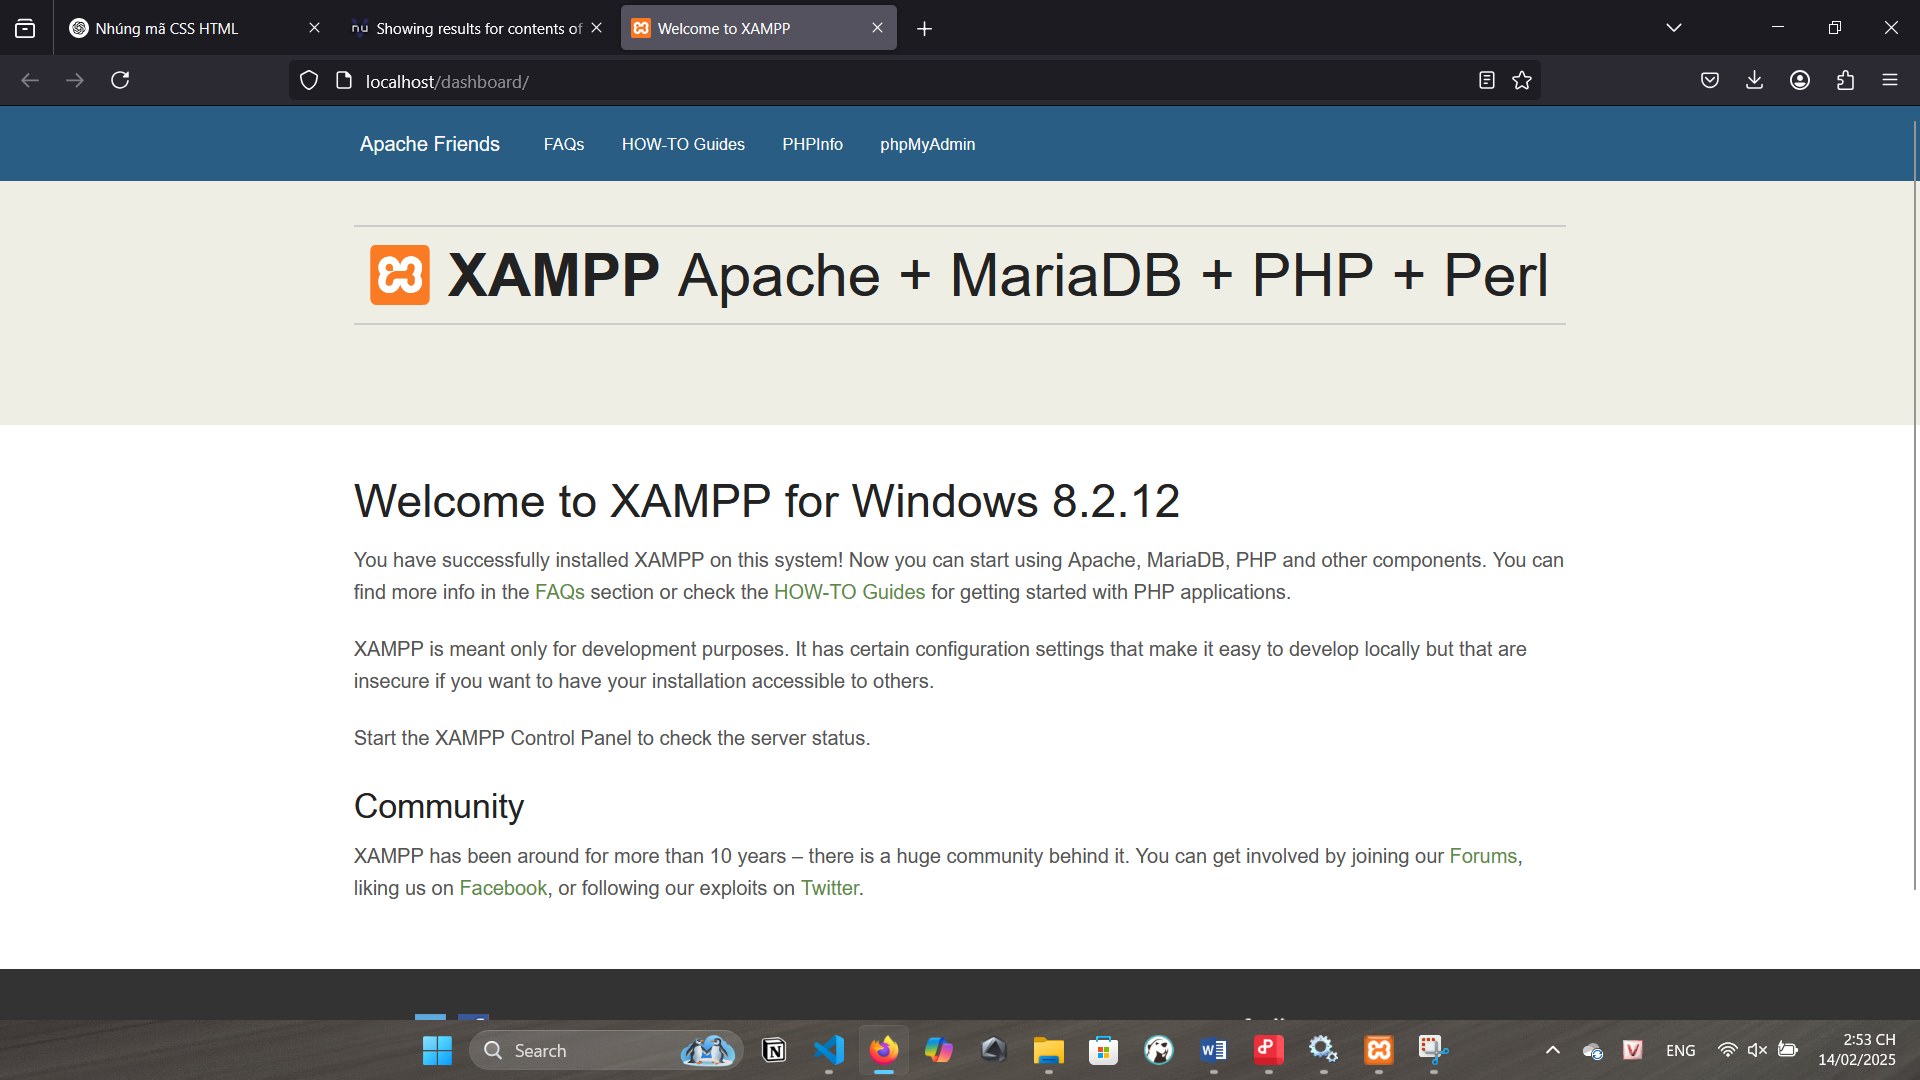 Nhúng mã CSS HTML
Showing results for contents of
Welcome to XAMPP
localhost/dashboard/
Apache Friends FAQs HOW-TO Guides PHPInfo phpMyAdmin
XAMPP Apache + MariaDB + PHP + Perl
Welcome to XAMPP for Windows 8.2.12
You have successfully installed XAMPP on this system! Now you can start using Apache, MariaDB, PHP and other components. You can
find more info in the FAQs section or check the HOW-TO Guides for getting started with PHP applications.
XAMPP is meant only for development purposes. It has certain configuration settings that make it easy to develop locally but that are
insecure if you want to have your installation accessible to others.
Start the XAMPP Control Panel to check the server status.
Community
XAMPP has been around for more than 10 years – there is a huge community behind it. You can get involved by joining our Forums,
liking us on Facebook, or following our exploits on Twitter.
Search
ENG
2:53 CH
14/02/2025